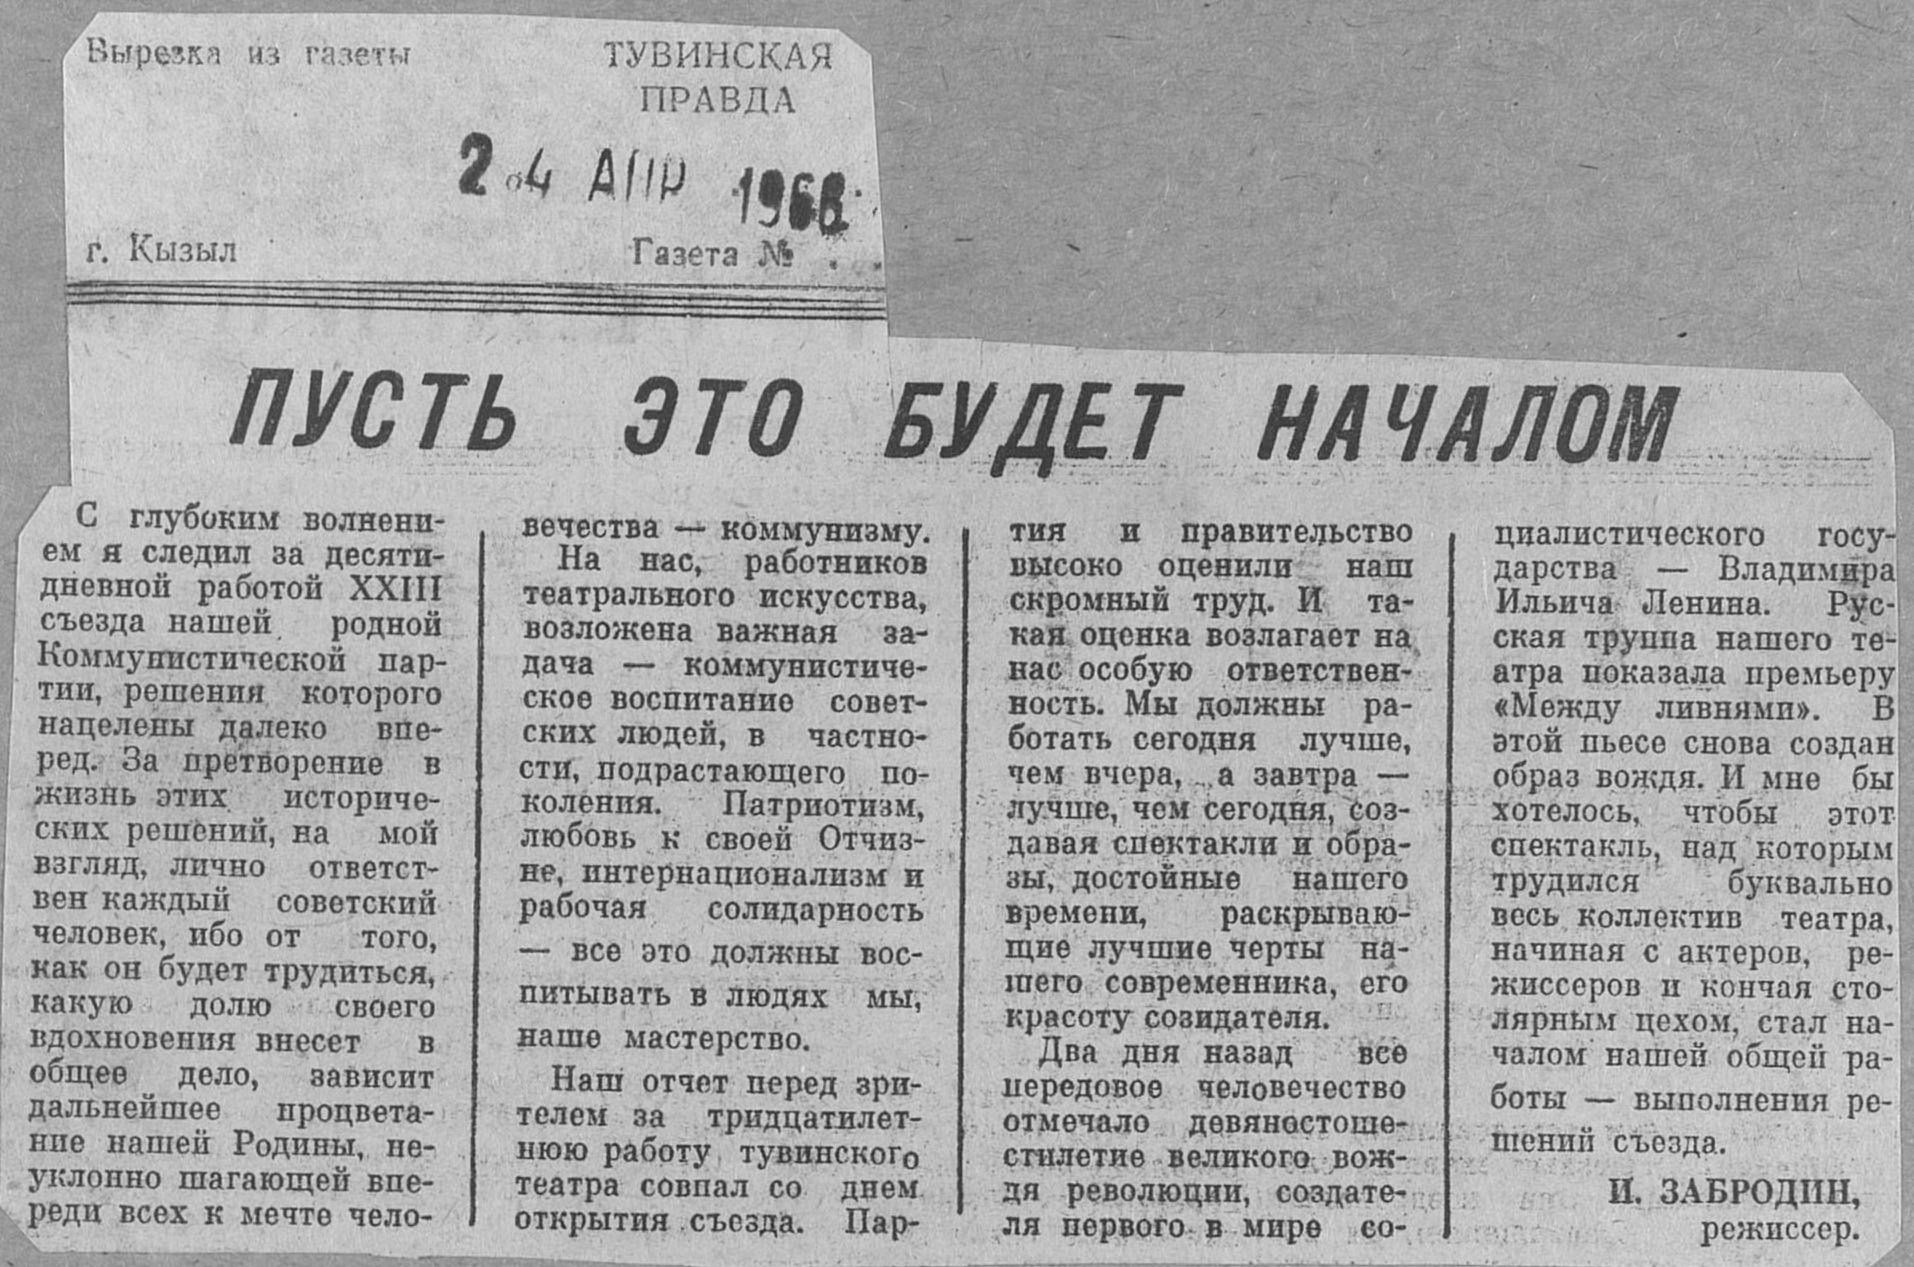 Вырезка из газеты
ТУВИНСКАЯ
ПРАВДА
24 АПР 1966
г. Кызыл
Газета №
ПУСТЬ ЭТО БУДЕТ НАЧАЛОМ
С глубоким волнени-
ем я следил за десяти-
дневной работой XXIII
съезда нашей родной
Коммунистической пар-
тии, решения которого
нацелены далеко впе-
ред. За претворение в
жизнь этих историче-
ских решений, на мой
взгляд, лично ответст-
вен каждый советский
человек, ибо от того,
как он будет трудиться,
какую долю своего
вдохновения внесет в
общее дело, зависит
дальнейшее процвета-
ние нашей Родины, не-
уклонно шагающей впе-
реди всех к мечте чело-
вечества — коммунизму.
На нас, работников
театрального искусства,
возложена важная за-
дача — коммунистиче-
ское воспитание совет-
ских людей, в частно-
сти, подрастающего по-
коления. Патриотизм,
любовь к своей Отчиз-
не, интернационализм и
рабочая солидарность
— все это должны вос-
питывать в людях мы,
наше мастерство.
Наш отчет перед зри-
телем за тридцатилет-
нюю работу тувинского
театра совпал со днем
открытия съезда. Пар-
тия и правительство
высоко оценили наш
скромный труд. И та-
кая оценка возлагает на
нас особую ответствен-
ность. Мы должны ра-
ботать сегодня лучше,
чем вчера, а завтра —
лучше, чем сегодня, соз-
давая спектакли и обра-
зы, достойные нашего
времени, раскрываю-
щие лучшие черты на-
шего современника, его
красоту созидателя.
Два дня назад все
передовое человечество
отмечало девяностоше-
стилетие великого вож-
дя революции, создате-
ля первого в мире со-
циалистического госу-
дарства — Владимира
Ильича Ленина. Рус-
ская труппа нашего те-
атра показала премьеру
«Между ливнями». В
этой пьесе снова создан
образ вождя. И мне бы
хотелось, чтобы этот
спектакль, над которым
трудился буквально
весь коллектив театра,
начиная с актеров, ре-
жиссеров и кончая сто-
лярным цехом, стал на-
чалом нашей общей ра-
боты — выполнения ре-
шений съезда.
И. ЗАБРОДИН,
режиссер.